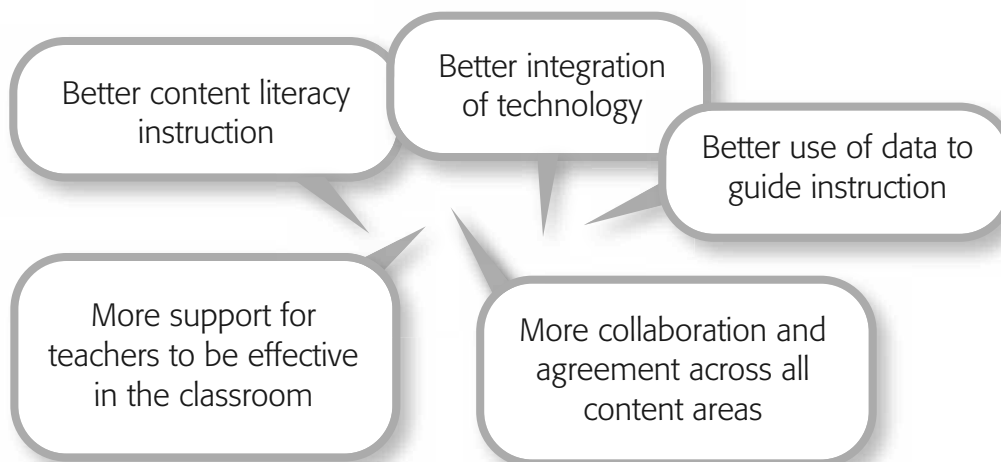 Better content literacy
instruction
Better integration
of technology
Better use of data to
guide instruction
More support for
teachers to be effective
in the classroom
More collaboration and
agreement across all
content areas